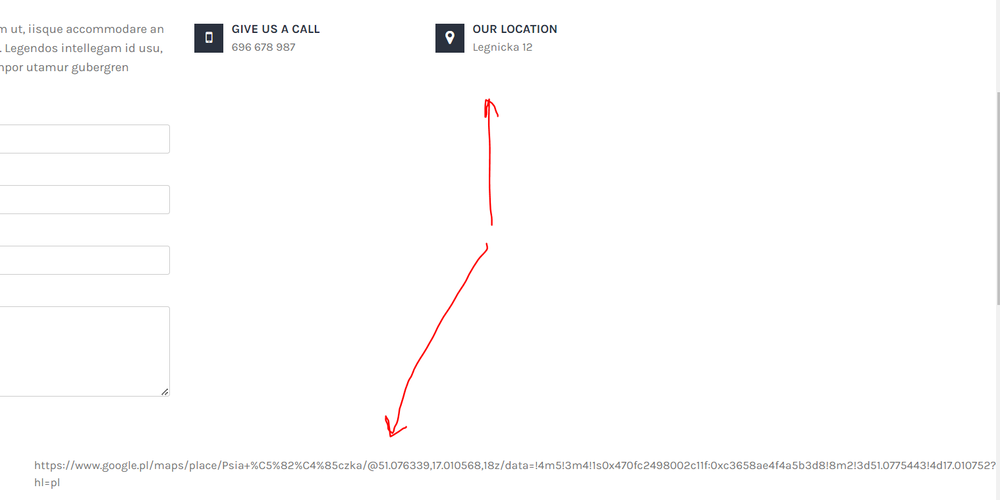 m ut, iisque accommodare an
. Legendos intellegam id usu,
mpor utamur gubergren
GIVE US A CALL
696 678 987
OUR LOCATION
Legnicka 12
https://www.google.pl/maps/place/Psia+%C5%82%C4%85czka/@51.076339,17.010568,18z/data=!4m5!3m4!1s0x470fc2498002c11f:0xc3658ae4f4a5b3d8!8m2!3d51.0775443!4d17.010752?
hl=pl